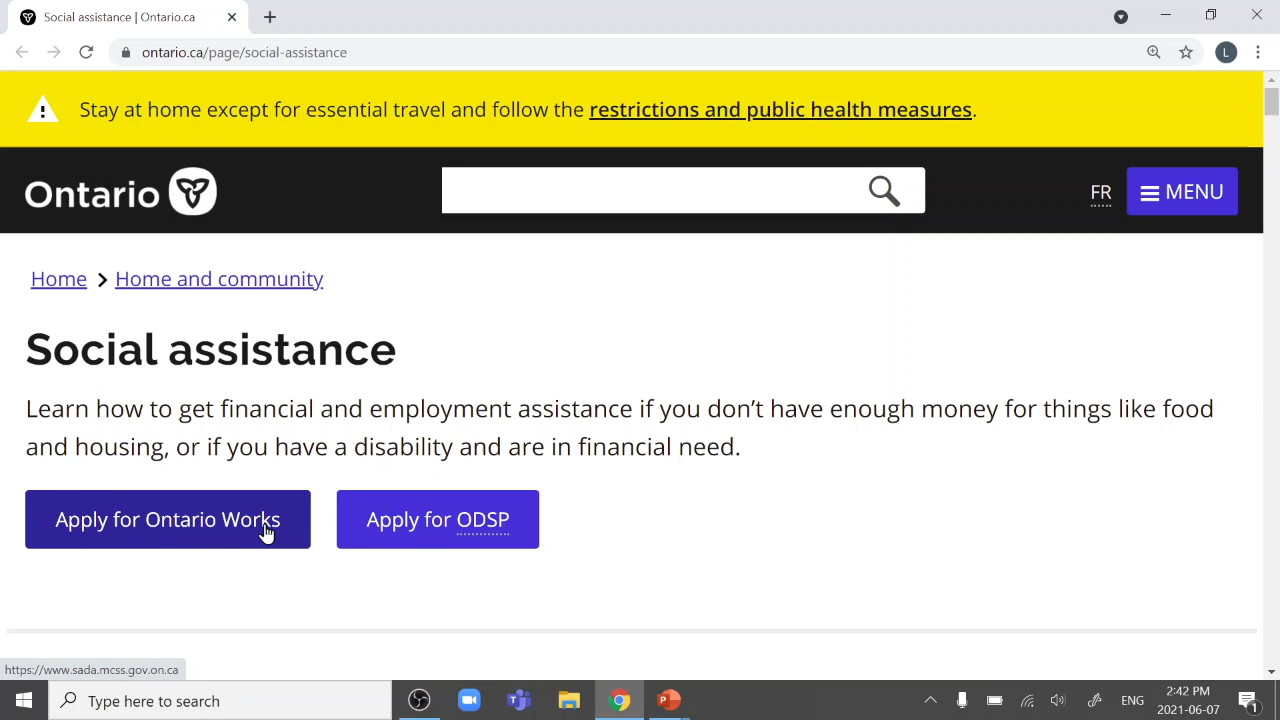 Social assistance | Ontario.ca
ontario.ca/page/social-assistance
L
Stay at home except for essential travel and follow the restrictions and public health measures.
Ontario
FR
MENU
Home > Home and community
Social assistance
Learn how to get financial and employment assistance if you don’t have enough money for things like food
and housing, or if you have a disability and are in financial need.
Apply for Ontario Works
Apply for ODSP
https://www.sada.mcss.gov.on.ca
Type here to search
ENG
2:42 PM
2021-06-07
1